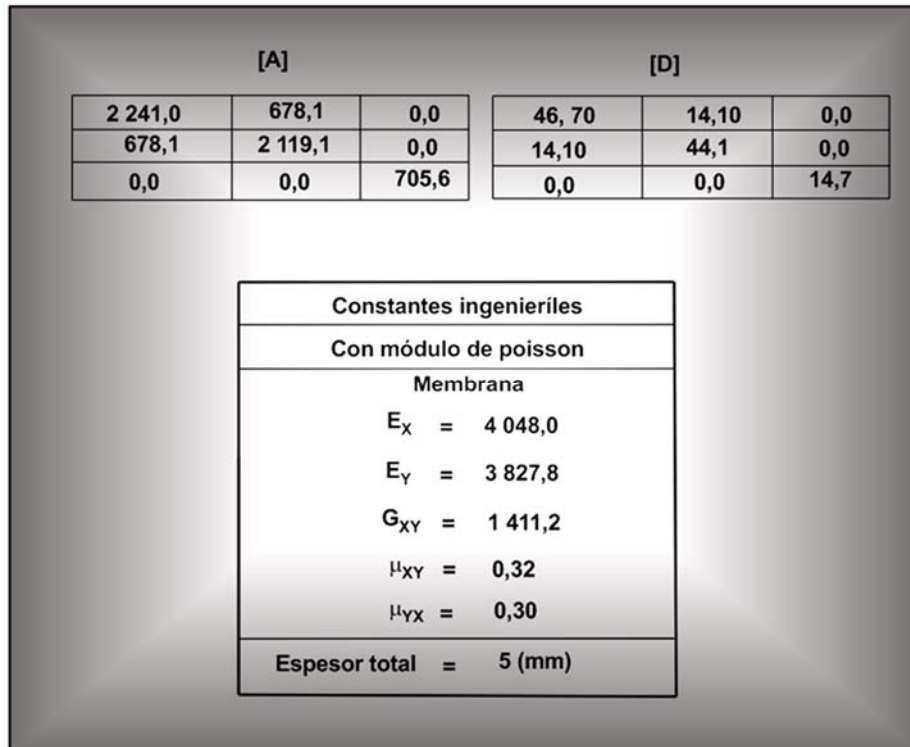 [A] [D]
2 241,0 678,1 0,0 46, 70 14,10 0,0
678,1 2 119,1 0,0 14,10 44,1 0,0
0,0 0,0 705,6 0,0 0,0 14,7
Constantes ingenieríles
Con módulo de poisson
Membrana
EX = 4 048,0
EY = 3 827,8
GXY = 1 411,2
μXY = 0,32
μYX = 0,30
Espesor total = 5 (mm)